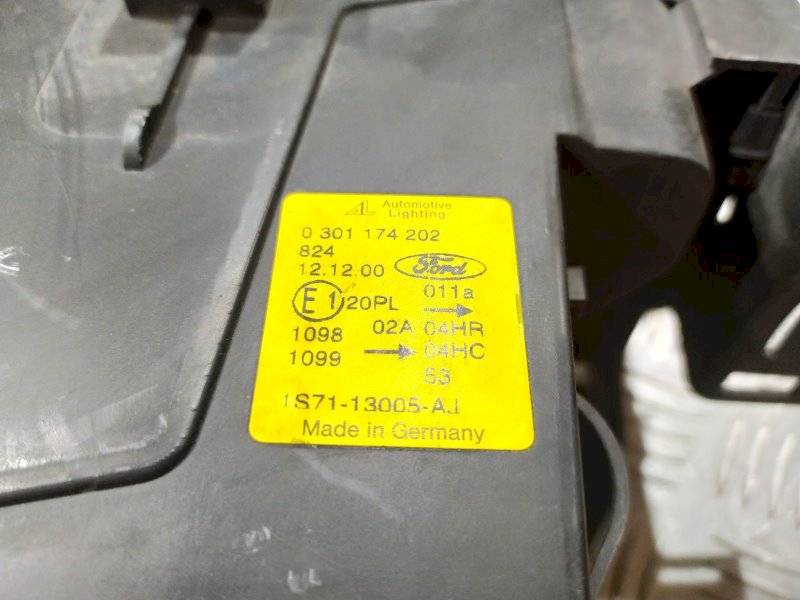 AL Automotive
Lighting
0 301 174 202
824
12.12.00 Ford
E1 20PL 011a →
1098 02A 04HR
1099 → 04HC
53
1S71-13005-AJ
Made in Germany